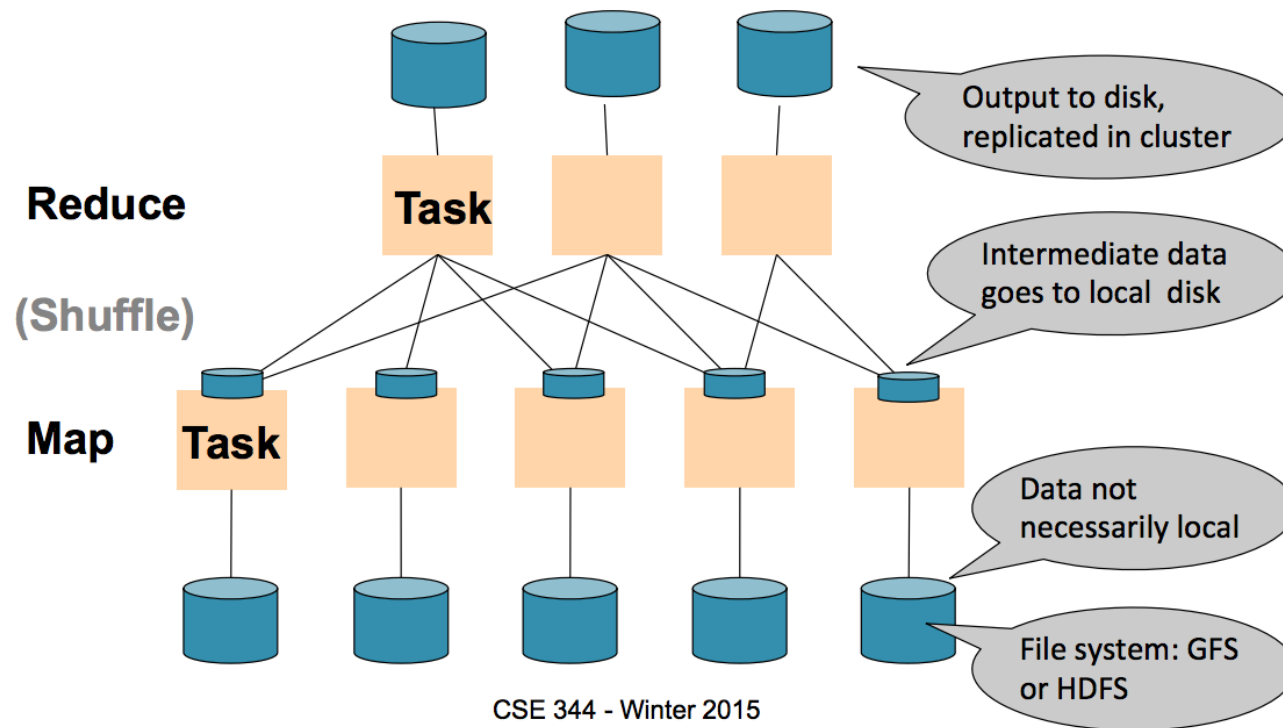 Output to disk,
replicated in cluster
Reduce
Task
Intermediate data
goes to local disk
(Shuffle)
Map
Task
Data not
necessarily local
File system: GFS
or HDFS
CSE 344 - Winter 2015